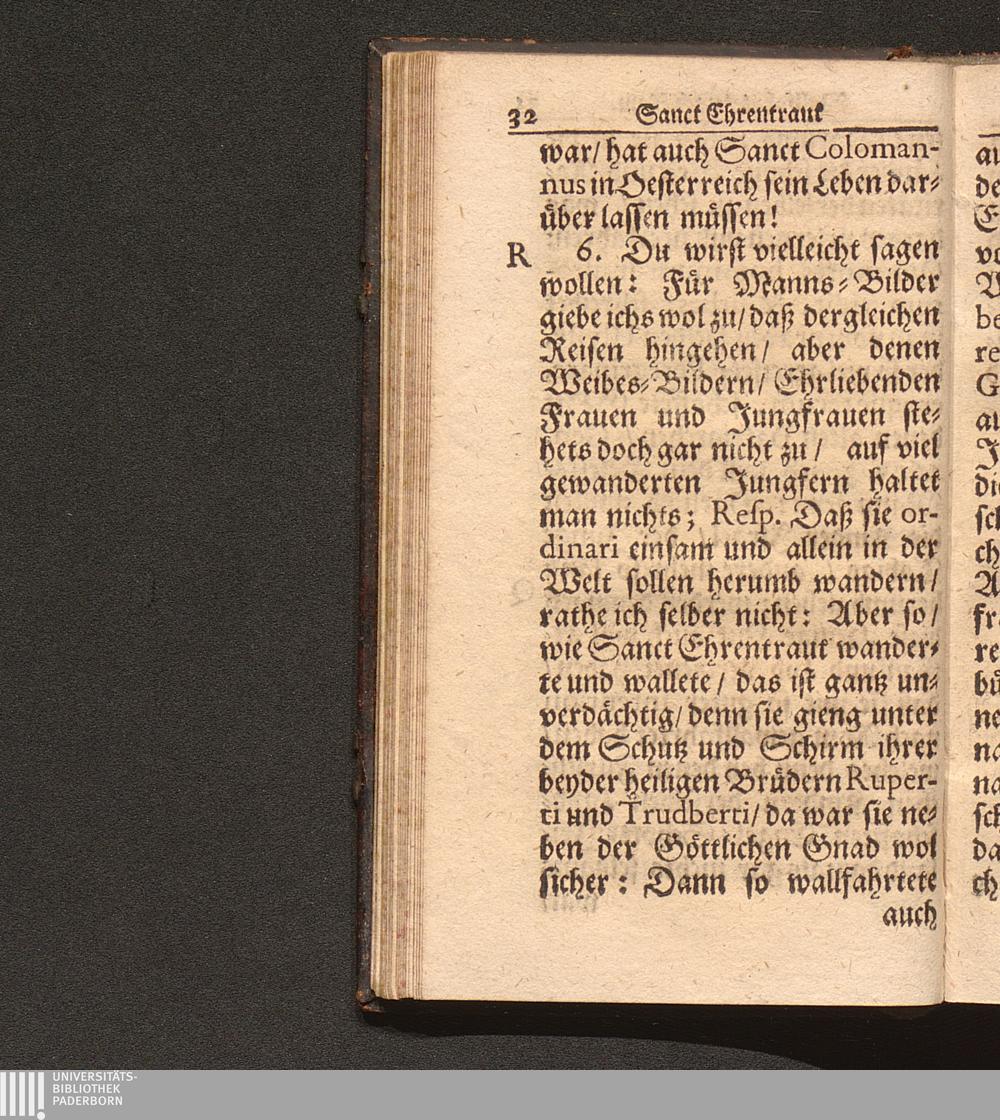 32 Sanct Ehrentraut
war/ hat auch Sanct Coloman-
nus in Oesterreich sein Leben dar-
über lassen müssen!
R 6. Du wirst vielleicht sagen
wollen: Für Manns-Bilder
giebe ichs wol zu/ daß dergleichen
Reisen hingehen/ aber denen
Weibes-Bildern/ Ehrliebenden
Frauen und Jungfrauen ste-
hets doch gar nicht zu/ auf viel
gewanderten Jungfern haltet
man nichts; Resp. Daß sie or-
dinari einsam und allein in der
Welt sollen herumb wandern/
rathe ich selber nicht: Aber so/
wie Sanct Ehrentraut wander-
te und wallete/ das ist gantz un-
verdächtig/ denn sie gieng unter
dem Schutz und Schirm ihrer
beyder heiligen Brüdern Ruper-
ti und Trudberti/ da war sie ne-
ben der Göttlichen Gnad wol
sicher: Dann so wallfahrtete
auch
UNIVERSITÄTS-
BIBLIOTHEK
PADERBORN